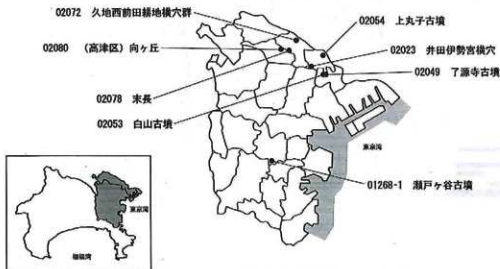 02072 久地西前田横穴群
02054 上丸子古墳
02080 （高津区）向ヶ丘
02023 井田伊勢宮横穴
02049 了源寺古墳
02078 末長
02053 白山古墳
東京湾
01268-1 瀬戸ヶ谷古墳
東京湾
相模湾